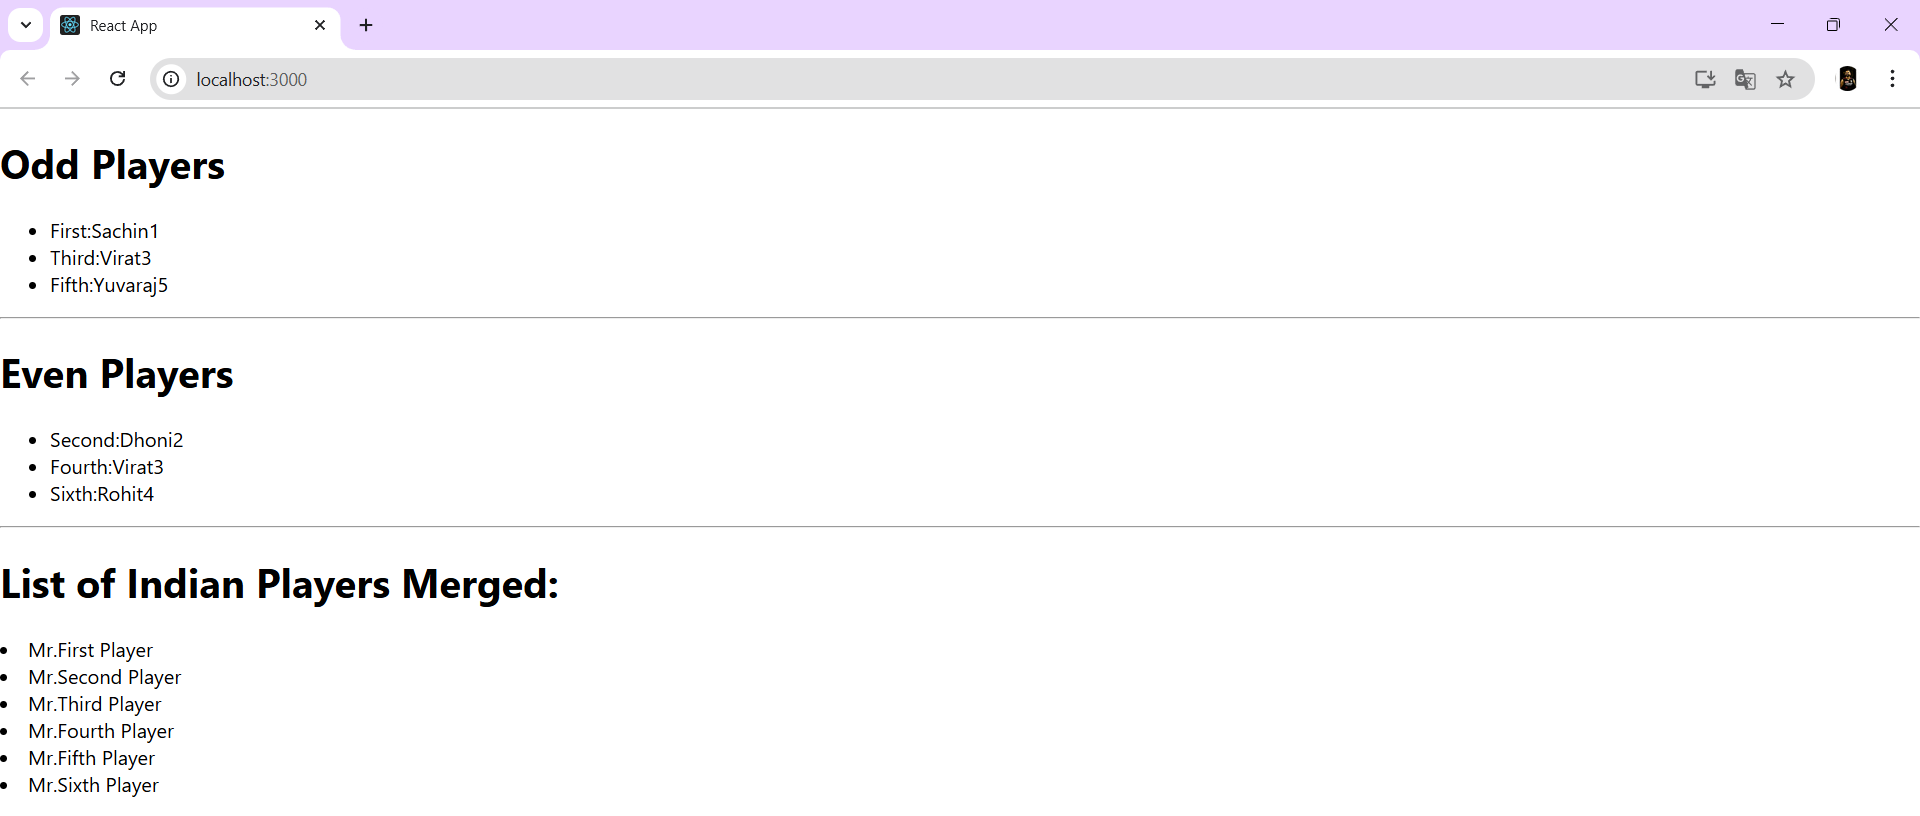 React App
localhost:3000
Odd Players
First:Sachin1
Third:Virat3
Fifth:Yuvaraj5
Even Players
Second:Dhoni2
Fourth:Virat3
Sixth:Rohit4
List of Indian Players Merged:
Mr.First Player
Mr.Second Player
Mr.Third Player
Mr.Fourth Player
Mr.Fifth Player
Mr.Sixth Player